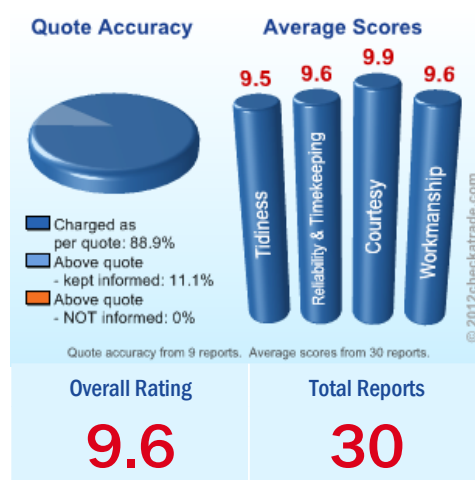 Quote Accuracy
Average Scores
9.5
9.6
9.9
9.6
Tidiness
Reliability & Timekeeping
Courtesy
Workmanship
Charged as
per quote: 88.9%
Above quote
- kept informed: 11.1%
Above quote
- NOT informed: 0%
© 2012checkatrade.com
Quote accuracy from 9 reports. Average scores from 30 reports.
Overall Rating
Total Reports
9.6
30